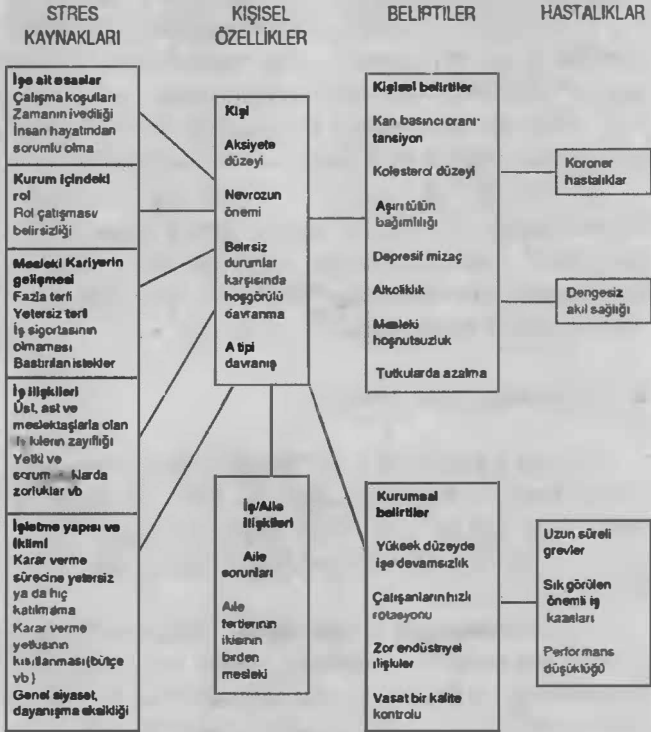 STRES
KAYNAKLARI
KIŞISEL
ÖZELLIKLER
BELIPTILER
HASTALIKLAR
İşe ait esaslar
Çalışma koşulları
Zamanın ivediliği
İnsan hayatından
sorumlu olma
Kurum içindeki
rol
Rol çatışması/
belirsizliği
Mesleki Kariyerin
gelişmesi
Fazla terfi
Yetersiz terfi
İş sigortasının
olmaması
Bastırılan istekler
İş ilişkileri
Üst, ast ve
meslektaşlarla olan
zayıflığı
Yetki ve
zorluklar vb
İşletme yapısı ve
iklimi
Karar verme
sürecine yetersiz
ya da hiç
katılmama
Karar verme
yetkisinin
kısıtlanması (bütçe
vb )
Genel siyaset,
dayanışma eksikliği
Kişi
Aksiyete
düzeyi
Nevrozun
önemi
Belirsiz
durumlar
karşısında
hoşgörülü
davranma
A tipi
davranış
İş/Aile
ilişkileri
Aile
sorunları
Aile
fertlerinin
ikisinin
birden
mesleki
Kişisel belirtiler
Kan basıncı oranı-
tansiyon
Kolesterol düzeyi
Aşırı tütün
bağımlılığı
Depresif mizaç
Alkoliklik
Mesleki
hoşnutsuzluk
Tutkularda azalma
Kurumsal
belirtiler
Yüksek düzeyde
işe devamsızlık
Çalışanların hızlı
rotasyonu
Zor endüstriyel
ilişkiler
Vasat bir kalite
kontrolu
Koroner
hastalıklar
Dengesiz
akıl sağlığı
Uzun süreli
grevler
Sık görülen
önemli iş
kazaları
Performans
düşüklüğü